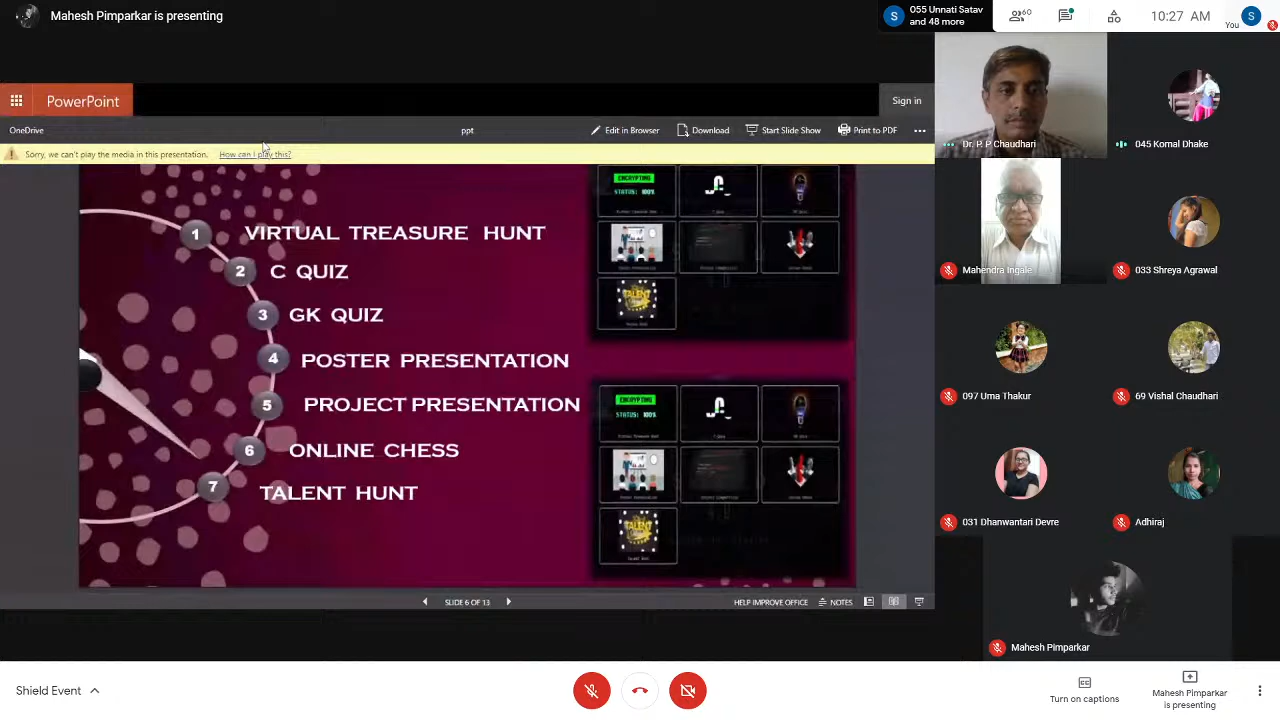 Mahesh Pimparkar is presenting
S
055 Unnati Satav
and 48 more
60
10:27 AM
You
S
PowerPoint
Sign in
OneDrive
ppt
Edit in Browser
Download
Start Slide Show
Print to PDF
Sorry, we can't play the media in this presentation.
How can I play this?
1 VIRTUAL TREASURE HUNT
2 C QUIZ
3 GK QUIZ
4 POSTER PRESENTATION
5 PROJECT PRESENTATION
6 ONLINE CHESS
7 TALENT HUNT
ENCRYPTING
STATUS: 100%
TALENT
ENCRYPTING
STATUS: 100%
TALENT
SLIDE 6 OF 13
HELP IMPROVE OFFICE
NOTES
Dr. P. P Chaudhari
045 Komal Dhake
Mahendra Ingale
033 Shreya Agrawal
097 Uma Thakur
69 Vishal Chaudhari
031 Dhanwantari Devre
Adhiraj
Mahesh Pimparkar
Shield Event
Turn on captions
Mahesh Pimparkar
is presenting